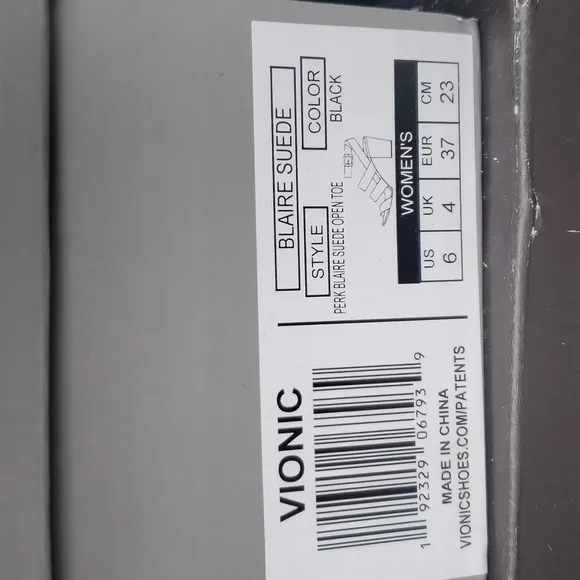 VIONIC
1 92329 06793 9
MADE IN CHINA
VIONICSHOES.COM/PATENTS
BLAIRE SUEDE
STYLE
COLOR
BLACK
PERK BLAIRE SUEDE OPEN TOE
WOMEN'S
US UK EUR CM
6 4 37 23